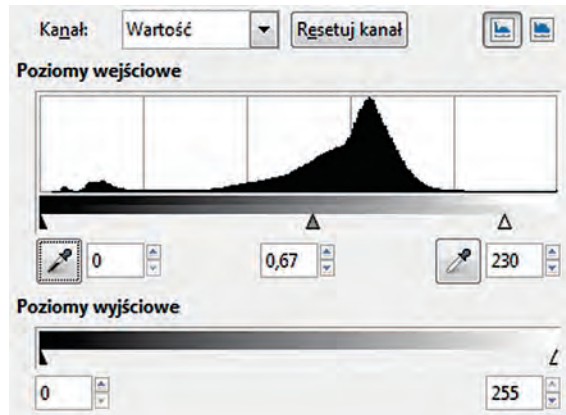 Kanał: Wartość Resetuj kanał
Poziomy wejściowe
0 0,67 230
Poziomy wyjściowe
0 255